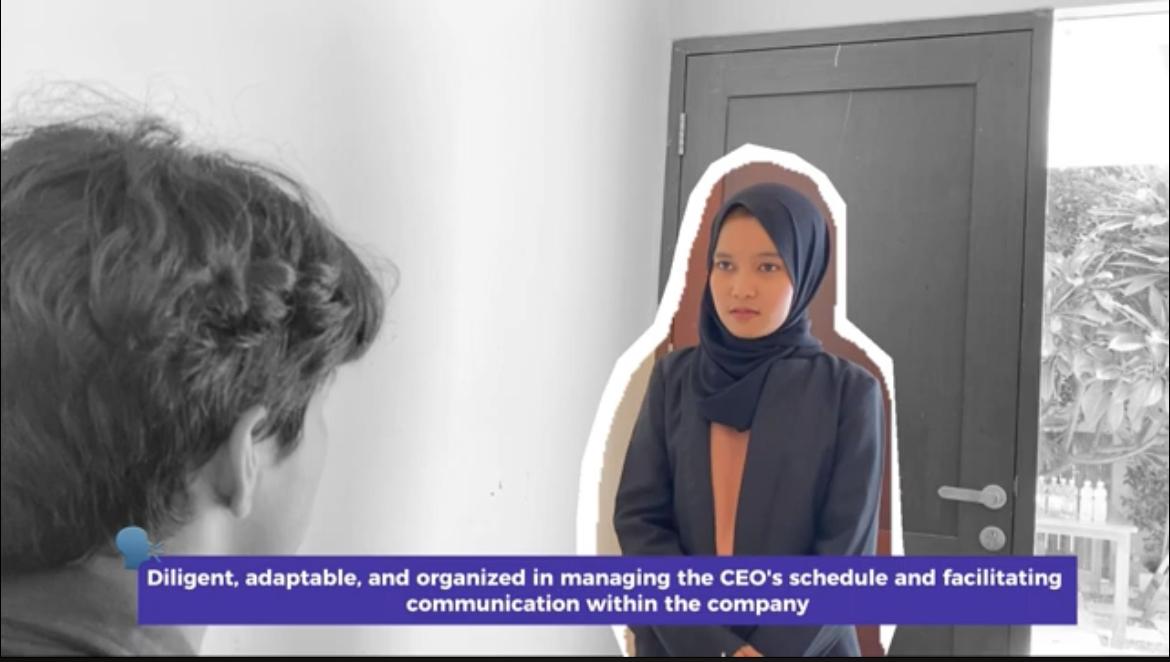 Diligent, adaptable, and organized in managing the CEO's schedule and facilitating
communication within the company